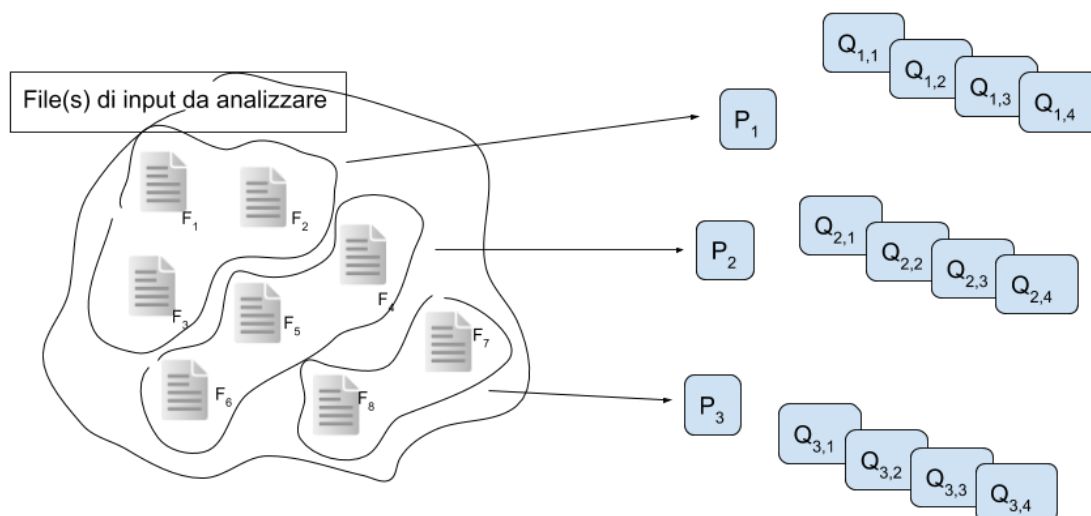 File(s) di input da analizzare
F1
F2
F3
F4
F5
F6
F7
F8
P1
Q1,1
Q1,2
Q1,3
Q1,4
P2
Q2,1
Q2,2
Q2,3
Q2,4
P3
Q3,1
Q3,2
Q3,3
Q3,4